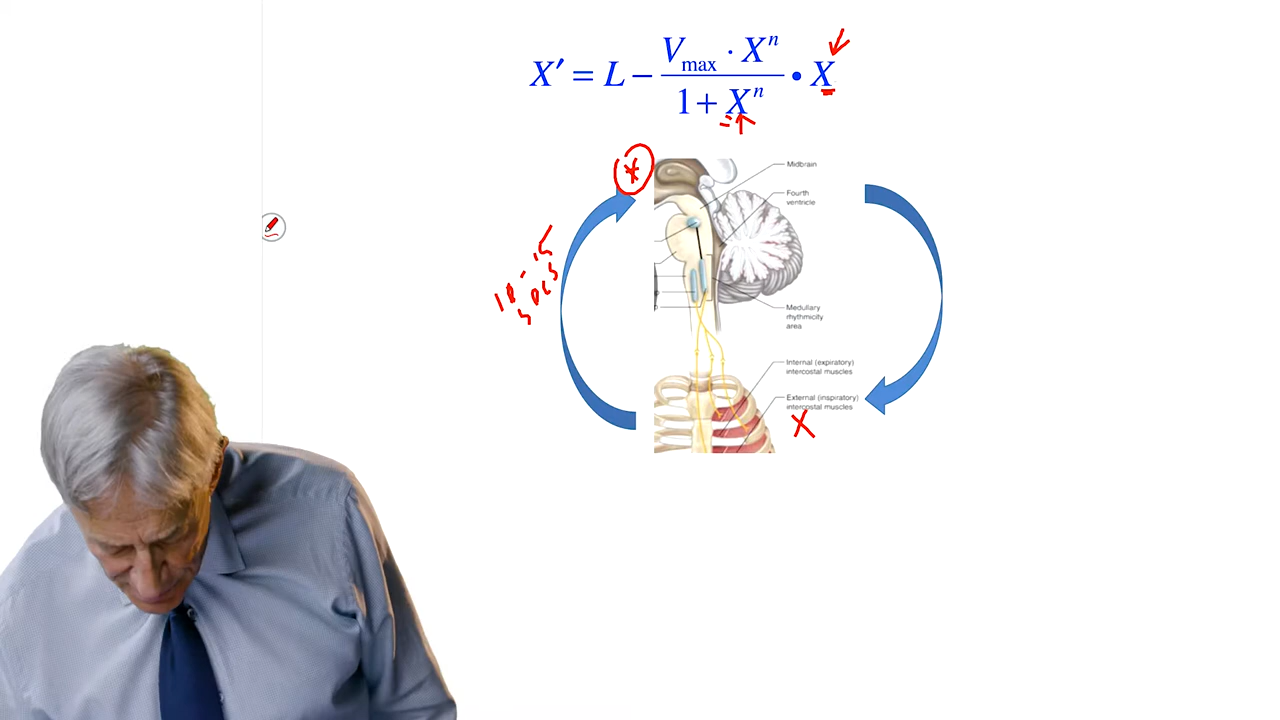 X′ = L − (V_max · X^n) / (1 + X^n) • X
Midbrain
Fourth
ventricle
10 - 15
secs
Medullary
rhythmicity
area
Internal (expiratory)
intercostal muscles
External (inspiratory)
intercostal muscles
X